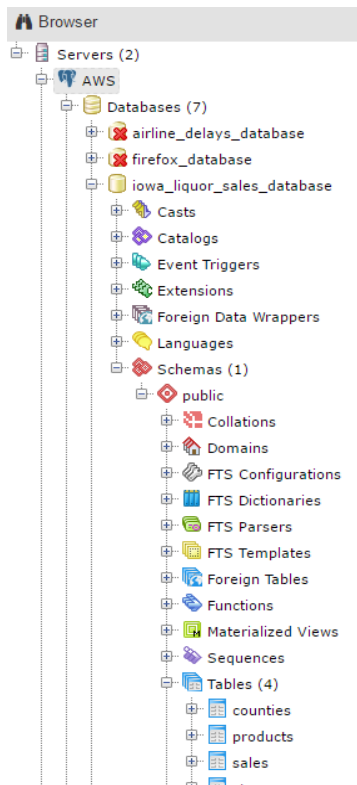 Browser
Servers (2)
AWS
Databases (7)
airline_delays_database
firefox_database
iowa_liquor_sales_database
Casts
Catalogs
Event Triggers
Extensions
Foreign Data Wrappers
Languages
Schemas (1)
public
Collations
Domains
FTS Configurations
FTS Dictionaries
FTS Parsers
FTS Templates
Foreign Tables
Functions
Materialized Views
Sequences
Tables (4)
counties
products
sales